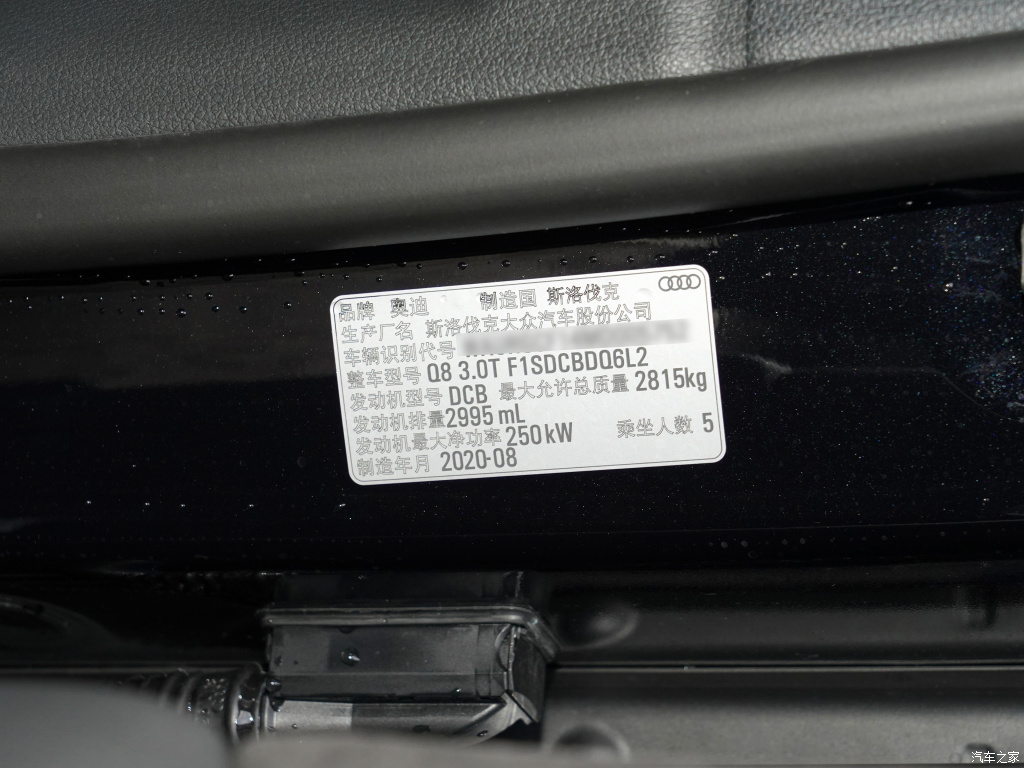 品牌 奥迪 制造国 斯洛伐克
生产厂名 斯洛伐克大众汽车股份公司
车辆识别代号
整车型号 Q8 3.0T F1SDCBDQ6L2
发动机型号 DCB 最大允许总质量 2815kg
发动机排量2995 mL
发动机最大净功率 250 kW 乘坐人数 5
制造年月 2020-08
汽车之家